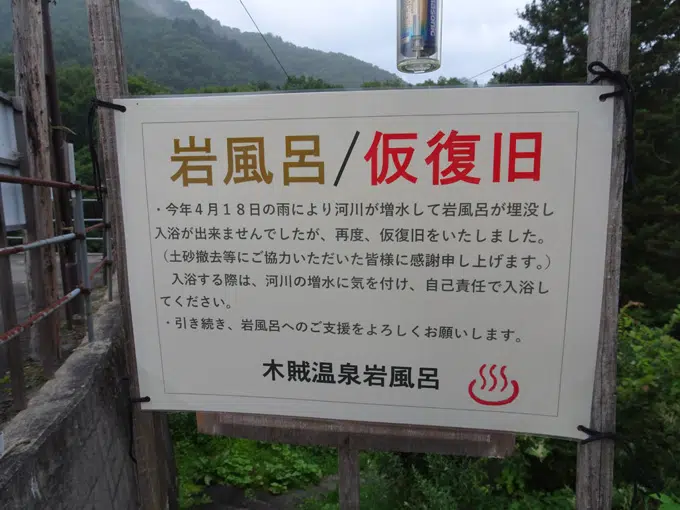 岩風呂/仮復旧
・今年4月18日の雨により河川が増水して岩風呂が埋没し
入浴が出来ませんでしたが、再度、仮復旧をいたしました。
(土砂撤去等にご協力いただいた皆様に感謝申し上げます。)
入浴する際は、河川の増水に気を付け、自己責任で入浴し
てください。
・引き続き、岩風呂へのご支援をよろしくお願いします。
木賊温泉岩風呂